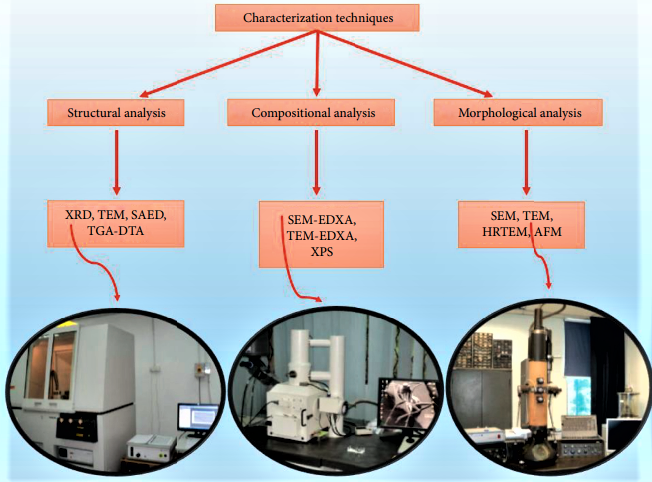 Characterization techniques
Structural analysis
Compositional analysis
Morphological analysis
XRD, TEM, SAED,
TGA-DTA
SEM-EDXA,
TEM-EDXA,
XPS
SEM, TEM,
HRTEM, AFM